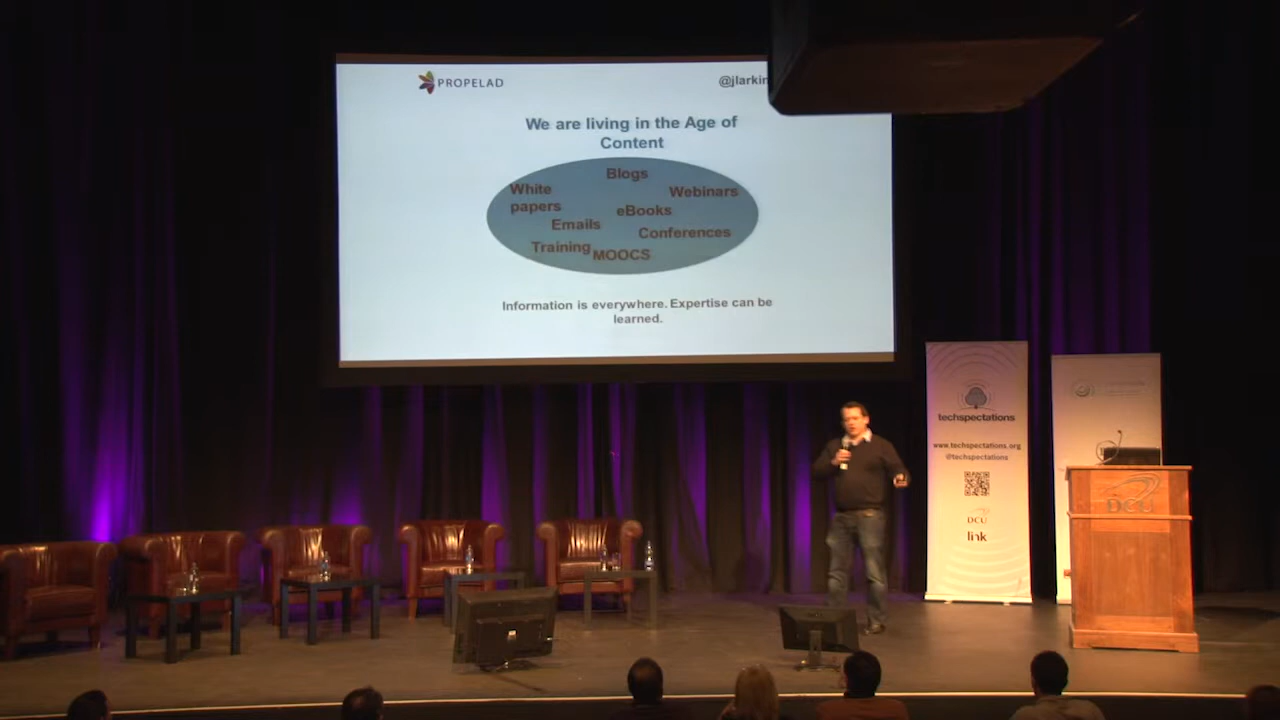 PROPELAD
@jlarkin
We are living in the Age of
Content
Blogs
White
papers
Webinars
eBooks
Emails
Conferences
Training
MOOCS
Information is everywhere. Expertise can be
learned.
techspectations
www.techspectations.org
@techspectations
DCU
link
DCU